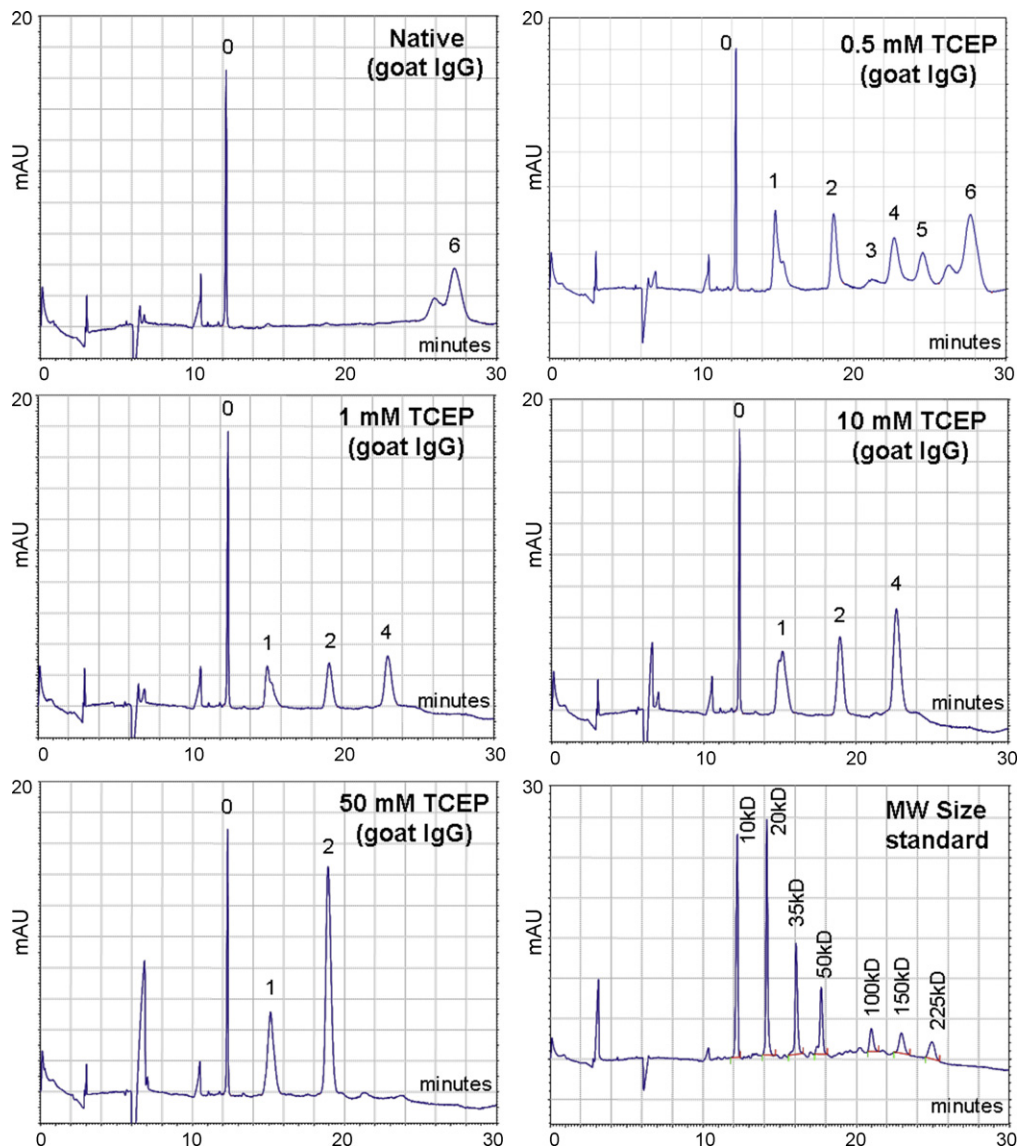 20
Native
(goat IgG)
0
6
mAU
minutes
0
10
20
30
20
0.5 mM TCEP
(goat IgG)
0
1
2
3
4
5
6
mAU
minutes
0
10
20
30
20
1 mM TCEP
(goat IgG)
0
1
2
4
mAU
minutes
0
10
20
30
20
10 mM TCEP
(goat IgG)
0
1
2
4
mAU
minutes
0
10
20
30
20
50 mM TCEP
(goat IgG)
0
1
2
mAU
minutes
0
10
20
30
30
MW Size
standard
10kD
20kD
35kD
50kD
100kD
150kD
225kD
mAU
minutes
0
10
20
30